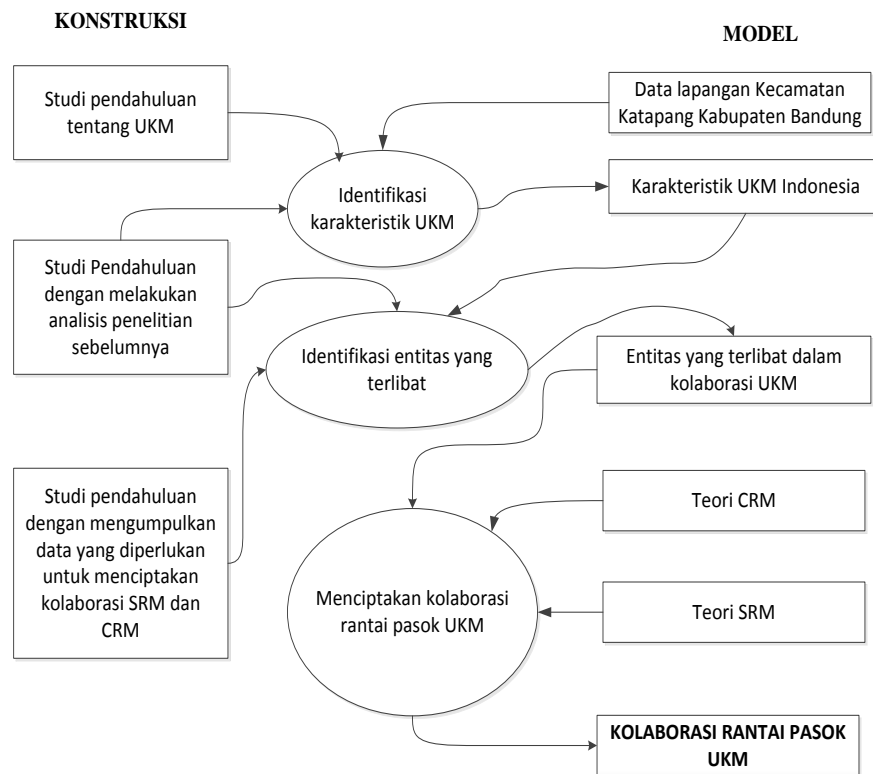 KONSTRUKSI
MODEL
Studi pendahuluan
tentang UKM
Data lapangan Kecamatan
Katapang Kabupaten Bandung
Identifikasi
karakteristik UKM
Karakteristik UKM Indonesia
Studi Pendahuluan
dengan melakukan
analisis penelitian
sebelumnya
Identifikasi entitas yang
terlibat
Entitas yang terlibat dalam
kolaborasi UKM
Studi pendahuluan
dengan mengumpulkan
data yang diperlukan
untuk menciptakan
kolaborasi SRM dan
CRM
Menciptakan kolaborasi
rantai pasok UKM
Teori CRM
Teori SRM
KOLABORASI RANTAI PASOK
UKM